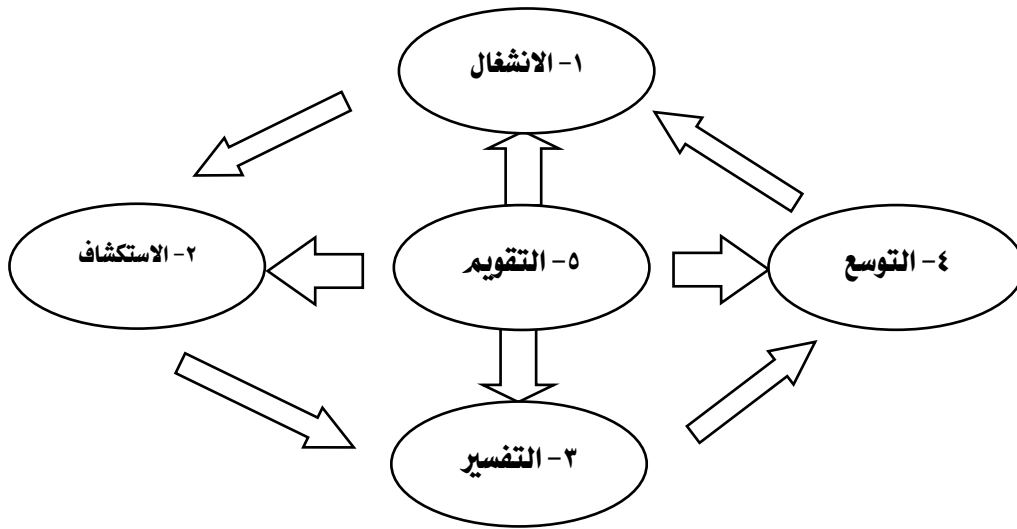 ١- الانشغال
٢- الاستكشاف
٥- التقويم
٤- التوسع
٣- التفسير